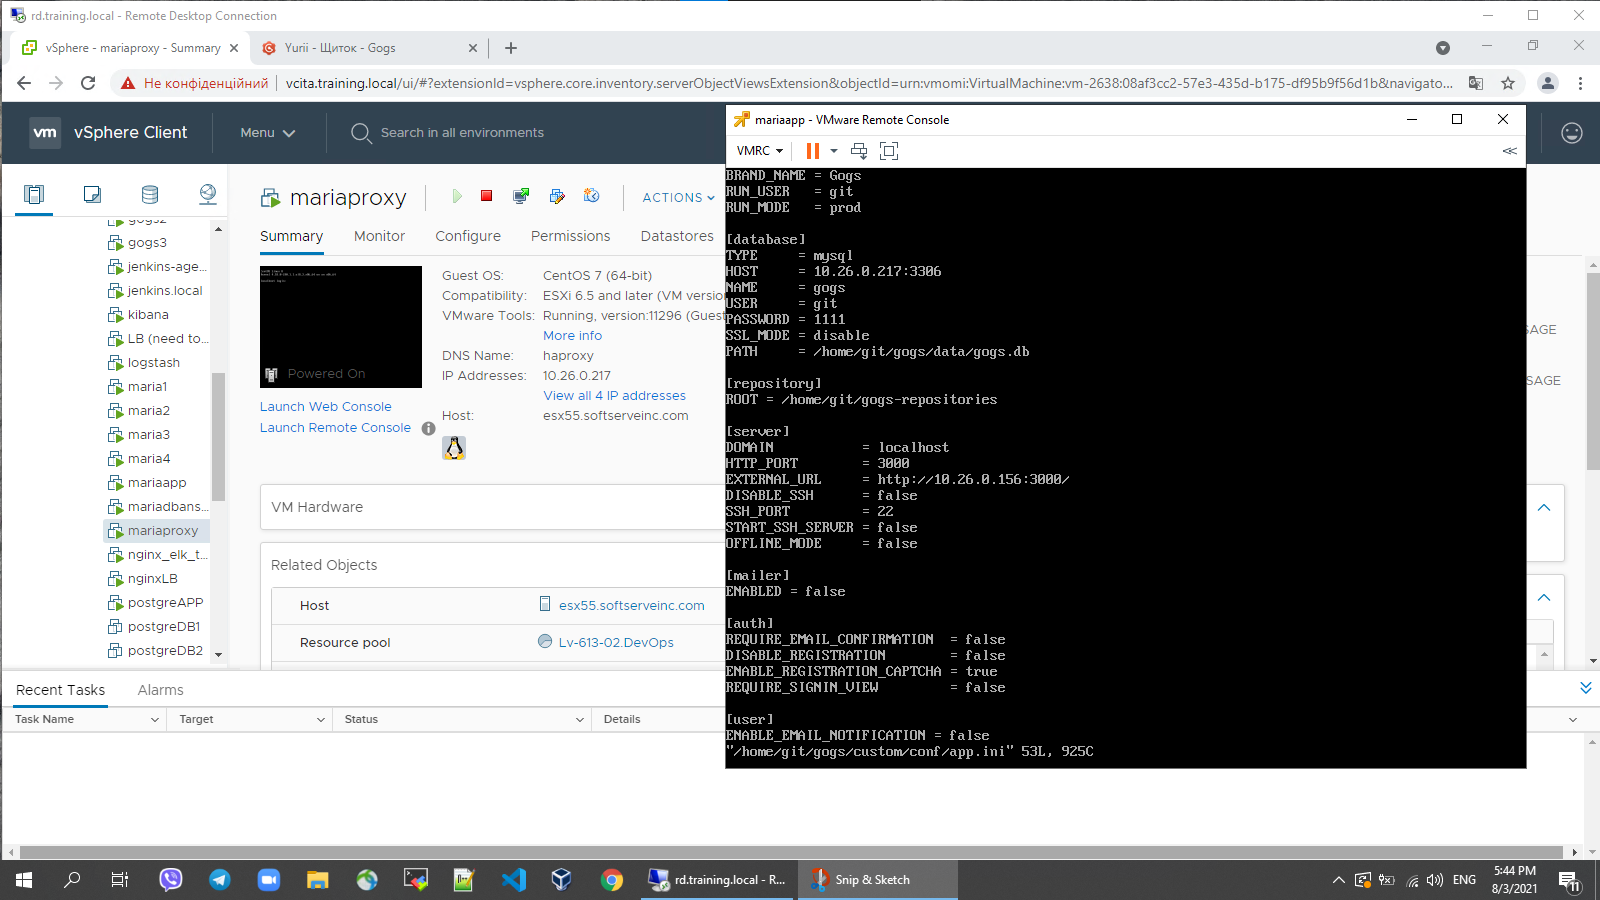 rd.training.local - Remote Desktop Connection
vSphere - mariaproxy - Summary
Yurii - Щиток - Gogs
Не конфіденційний
vcita.training.local/ui/#?extensionId=vsphere.core.inventory.serverObjectViewsExtension&objectId=urn:vmomi:VirtualMachine:vm-2638:08af3cc2-57e3-435d-b175-df95b9f56d1b&navigato...
vm vSphere Client
Menu
Search in all environments
gogs2
gogs3
jenkins-age...
jenkins.local
kibana
LB (need to...
logstash
maria1
maria2
maria3
maria4
mariaapp
mariadbans...
mariaproxy
nginx_elk_t...
nginxLB
postgreAPP
postgreDB1
postgreDB2
mariaproxy
ACTIONS
Summary Monitor Configure Permissions Datastores
Powered On
Launch Web Console
Launch Remote Console
Guest OS: CentOS 7 (64-bit)
Compatibility: ESXi 6.5 and later (VM versio
VMware Tools: Running, version:11296 (Guest
More info
DNS Name: haproxy
IP Addresses: 10.26.0.217
View all 4 IP addresses
Host: esx55.softserveinc.com
VM Hardware
Related Objects
Host esx55.softserveinc.com
Resource pool Lv-613-02.DevOps
SAGE
SAGE
mariaapp - VMware Remote Console
VMRC
BRAND_NAME = Gogs
RUN_USER = git
RUN_MODE = prod
[database]
TYPE = mysql
HOST = 10.26.0.217:3306
NAME = gogs
USER = git
PASSWORD = 1111
SSL_MODE = disable
PATH = /home/git/gogs/data/gogs.db
[repository]
ROOT = /home/git/gogs-repositories
[server]
DOMAIN = localhost
HTTP_PORT = 3000
EXTERNAL_URL = http://10.26.0.156:3000/
DISABLE_SSH = false
SSH_PORT = 22
START_SSH_SERVER = false
OFFLINE_MODE = false
[mailer]
ENABLED = false
[auth]
REQUIRE_EMAIL_CONFIRMATION = false
DISABLE_REGISTRATION = false
ENABLE_REGISTRATION_CAPTCHA = true
REQUIRE_SIGNIN_VIEW = false
[user]
ENABLE_EMAIL_NOTIFICATION = false
"/home/git/gogs/custom/conf/app.ini" 53L, 925C
Recent Tasks Alarms
Task Name Target Status Details
rd.training.local - R...
Snip & Sketch
ENG
5:44 PM
8/3/2021
11